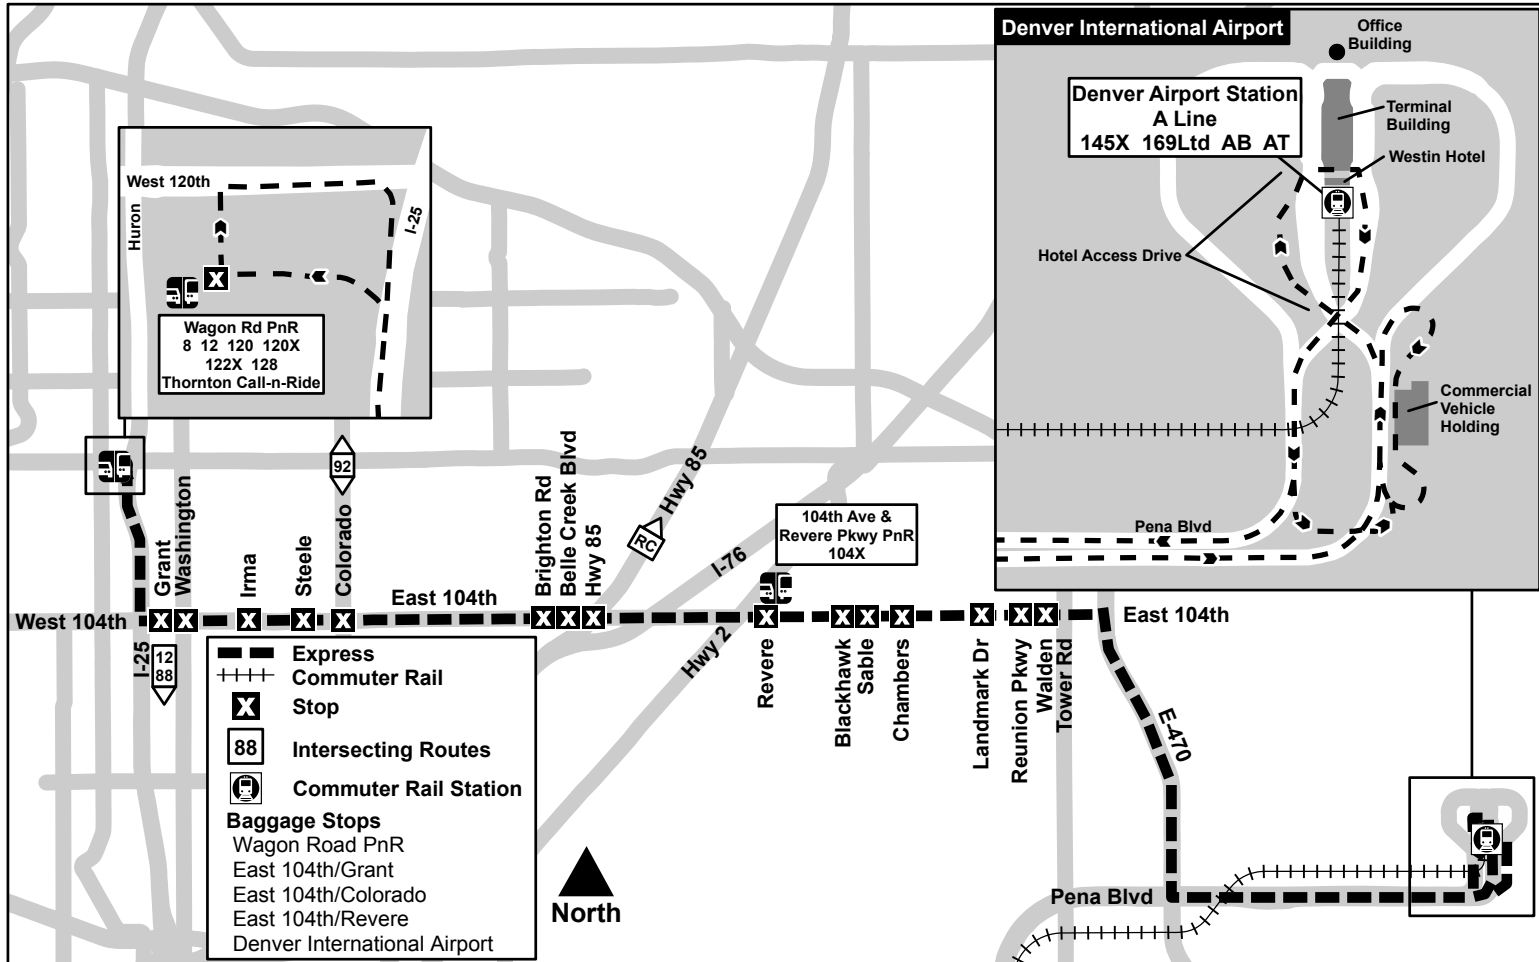 Denver International Airport
Office
Building
Denver Airport Station
A Line
145X 169Ltd AB AT
Terminal
Building
Westin Hotel
Hotel Access Drive
Commercial
Vehicle
Holding
Pena Blvd
West 120th
Huron
I-25
Wagon Rd PnR
8 12 120 120X
122X 128
Thornton Call-n-Ride
92
Hwy 85
RC
I-76
Hwy 2
104th Ave &
Revere Pkwy PnR
104X
Grant
Washington
Irma
Steele
Colorado
Brighton Rd
Belle Creek Blvd
Hwy 85
West 104th
East 104th
East 104th
I-25
12
88
Revere
Blackhawk
Sable
Chambers
Landmark Dr
Reunion Pkwy
Walden
Tower Rd
E-470
Pena Blvd
Express
Commuter Rail
X Stop
88 Intersecting Routes
Commuter Rail Station
Baggage Stops
Wagon Road PnR
East 104th/Grant
East 104th/Colorado
East 104th/Revere
Denver International Airport
North